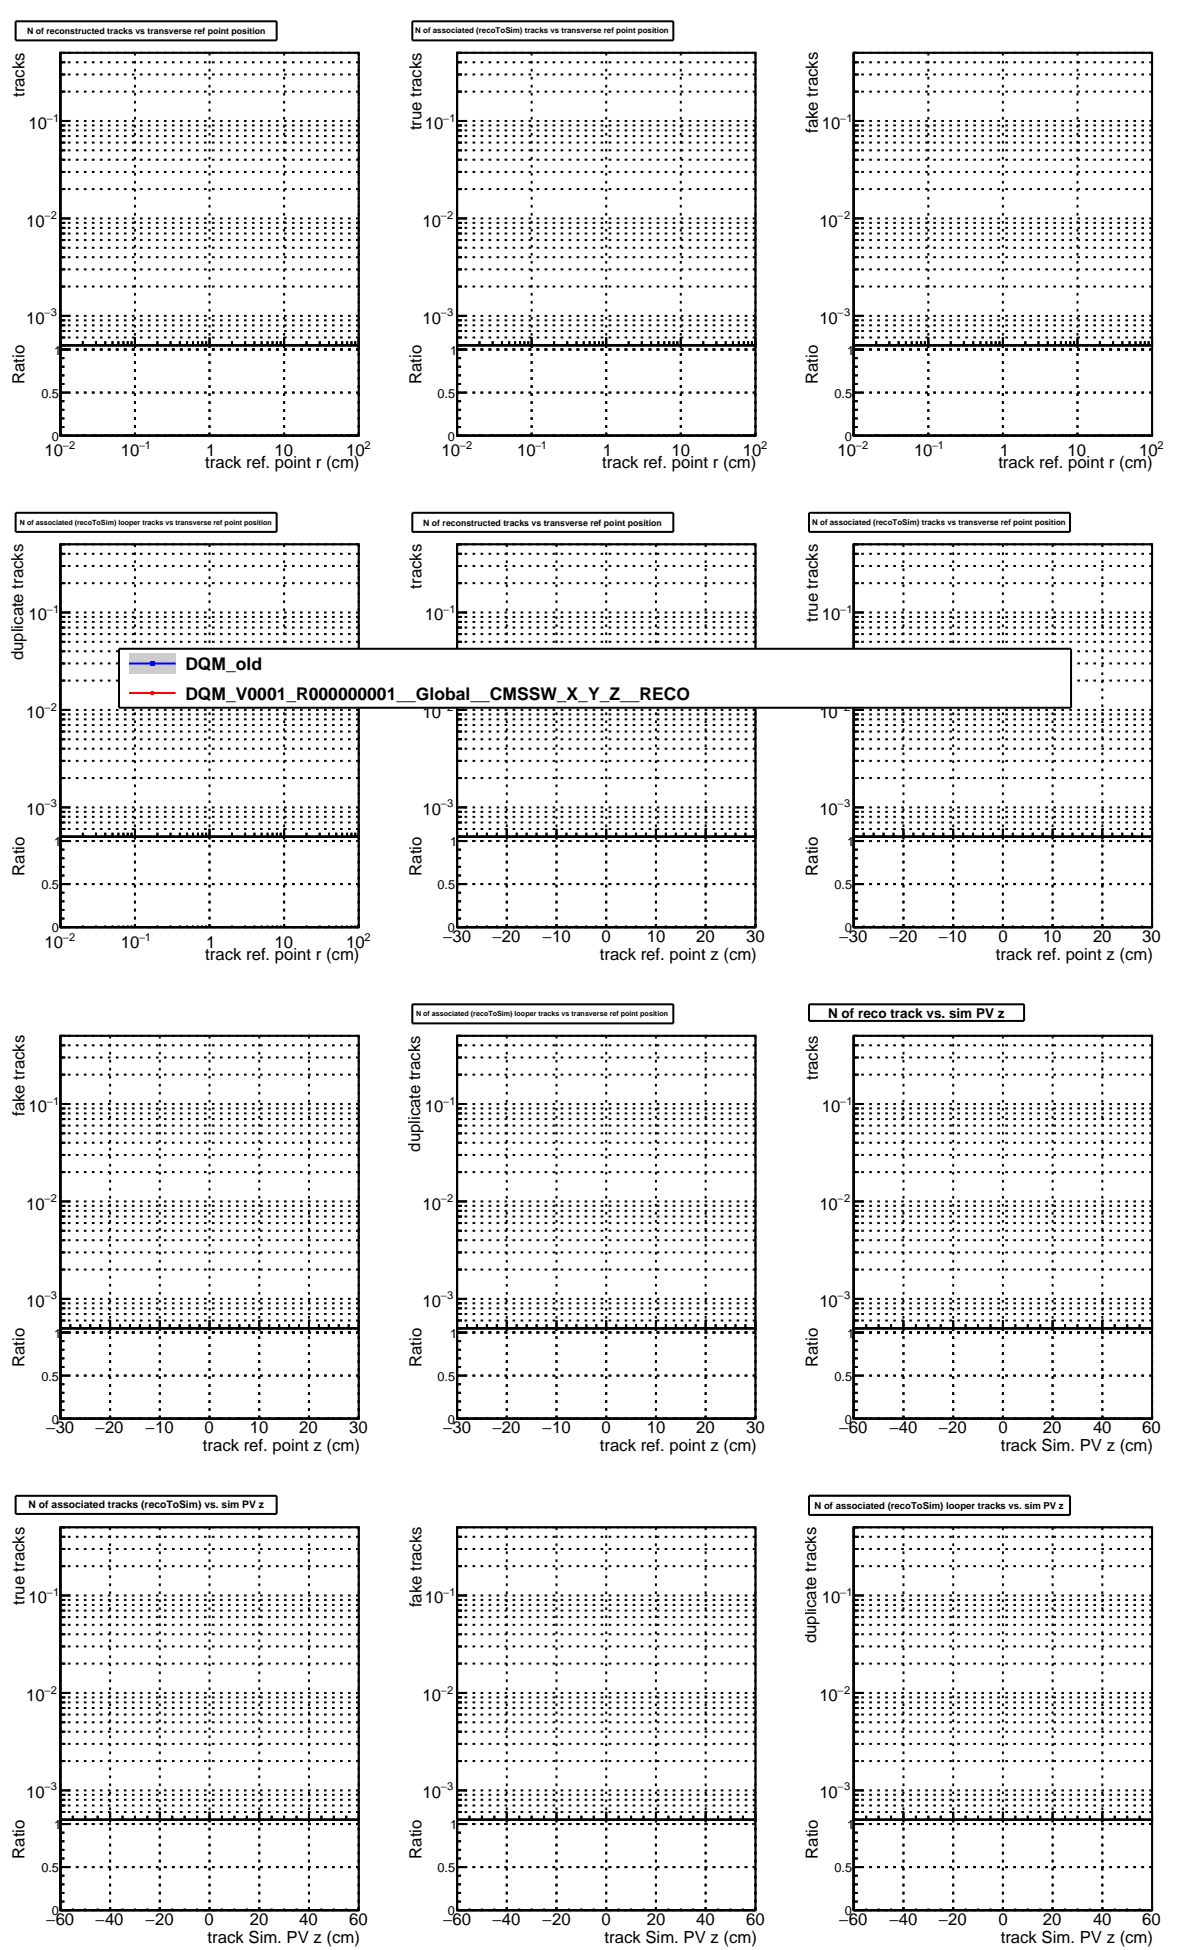 N of reconstructed tracks vs transverse ref point position
tracks
10⁻¹
10⁻²
10⁻³
Ratio
1
0.5
0
10⁻² 10⁻¹ 1 10 10²
track ref. point r (cm)
N of associated (recoToSim) tracks vs transverse ref point position
true tracks
10⁻¹
10⁻²
10⁻³
Ratio
1
0.5
0
10⁻² 10⁻¹ 1 10 10²
track ref. point r (cm)
fake tracks
10⁻¹
10⁻²
10⁻³
Ratio
1
0.5
0
10⁻² 10⁻¹ 1 10 10²
track ref. point r (cm)
N of associated (recoToSim) looper tracks vs transverse ref point position
duplicate tracks
10⁻¹
10⁻³
Ratio
1
0.5
0
10⁻² 10⁻¹ 1 10 10²
track ref. point r (cm)
N of reconstructed tracks vs transverse ref point position
tracks
10⁻¹
10⁻²
10⁻³
Ratio
1
0.5
0
−30 −20 −10 0 10 20 30
track ref. point z (cm)
N of associated (recoToSim) tracks vs transverse ref point position
true tracks
10⁻¹
10⁻²
10⁻³
Ratio
1
0.5
0
−30 −20 −10 0 10 20 30
track ref. point z (cm)
DQM_old
DQM_V0001_R000000001__Global__CMSSW_X_Y_Z__RECO
fake tracks
10⁻¹
10⁻²
10⁻³
Ratio
1
0.5
0
−30 −20 −10 0 10 20 30
track ref. point z (cm)
N of associated (recoToSim) looper tracks vs transverse ref point position
duplicate tracks
10⁻¹
10⁻²
10⁻³
Ratio
1
0.5
0
−30 −20 −10 0 10 20 30
track ref. point z (cm)
N of reco track vs. sim PV z
tracks
10⁻¹
10⁻²
10⁻³
Ratio
1
0.5
0
−60 −40 −20 0 20 40 60
track Sim. PV z (cm)
N of associated tracks (recoToSim) vs. sim PV z
true tracks
10⁻¹
10⁻²
10⁻³
Ratio
1
0.5
0
−60 −40 −20 0 20 40 60
track Sim. PV z (cm)
fake tracks
10⁻¹
10⁻²
10⁻³
Ratio
1
0.5
0
−60 −40 −20 0 20 40 60
track Sim. PV z (cm)
N of associated (recoToSim) looper tracks vs. sim PV z
duplicate tracks
10⁻¹
10⁻²
10⁻³
Ratio
1
0.5
0
−60 −40 −20 0 20 40 60
track Sim. PV z (cm)